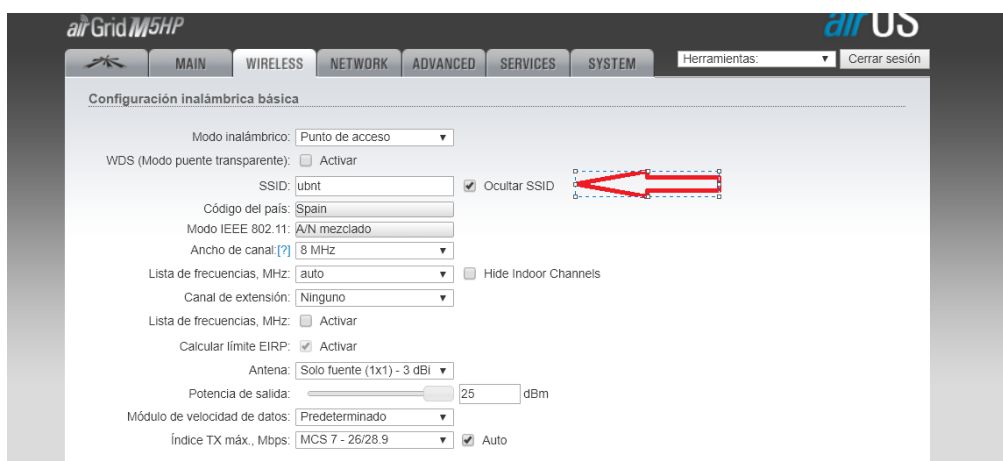 airGrid M5HP
air US
MAIN WIRELESS NETWORK ADVANCED SERVICES SYSTEM Herramientas: Cerrar sesión
Configuración inalámbrica básica
Modo inalámbrico: Punto de acceso
WDS (Modo puente transparente): Activar
SSID: ubnt Ocultar SSID
Código del país: Spain
Modo IEEE 802.11: A/N mezclado
Ancho de canal:[?] 8 MHz
Lista de frecuencias, MHz: auto Hide Indoor Channels
Canal de extensión: Ninguno
Lista de frecuencias, MHz: Activar
Calcular límite EIRP: Activar
Antena: Solo fuente (1x1) - 3 dBi
Potencia de salida: 25 dBm
Módulo de velocidad de datos: Predeterminado
Índice TX máx., Mbps: MCS 7 - 26/28.9 Auto